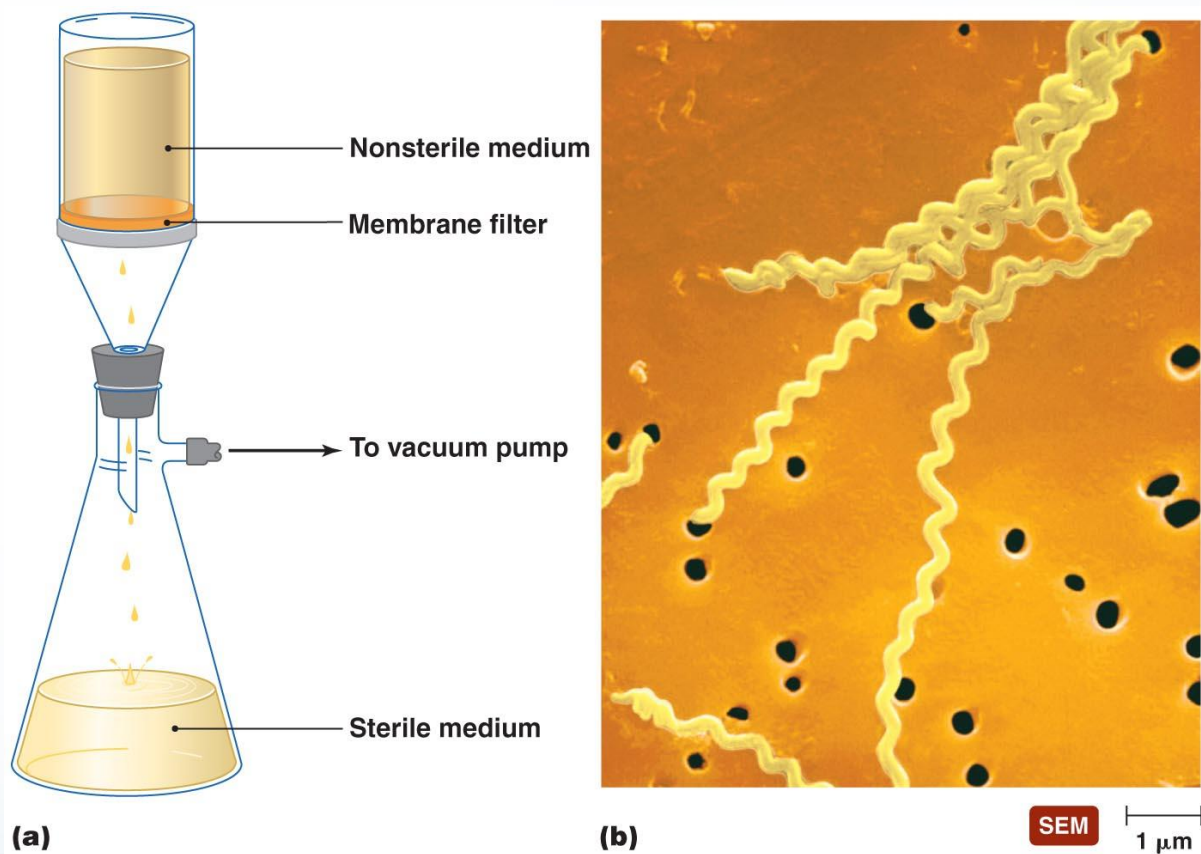 Nonsterile medium
Membrane filter
To vacuum pump
Sterile medium
(a)
(b)
SEM
1 μm